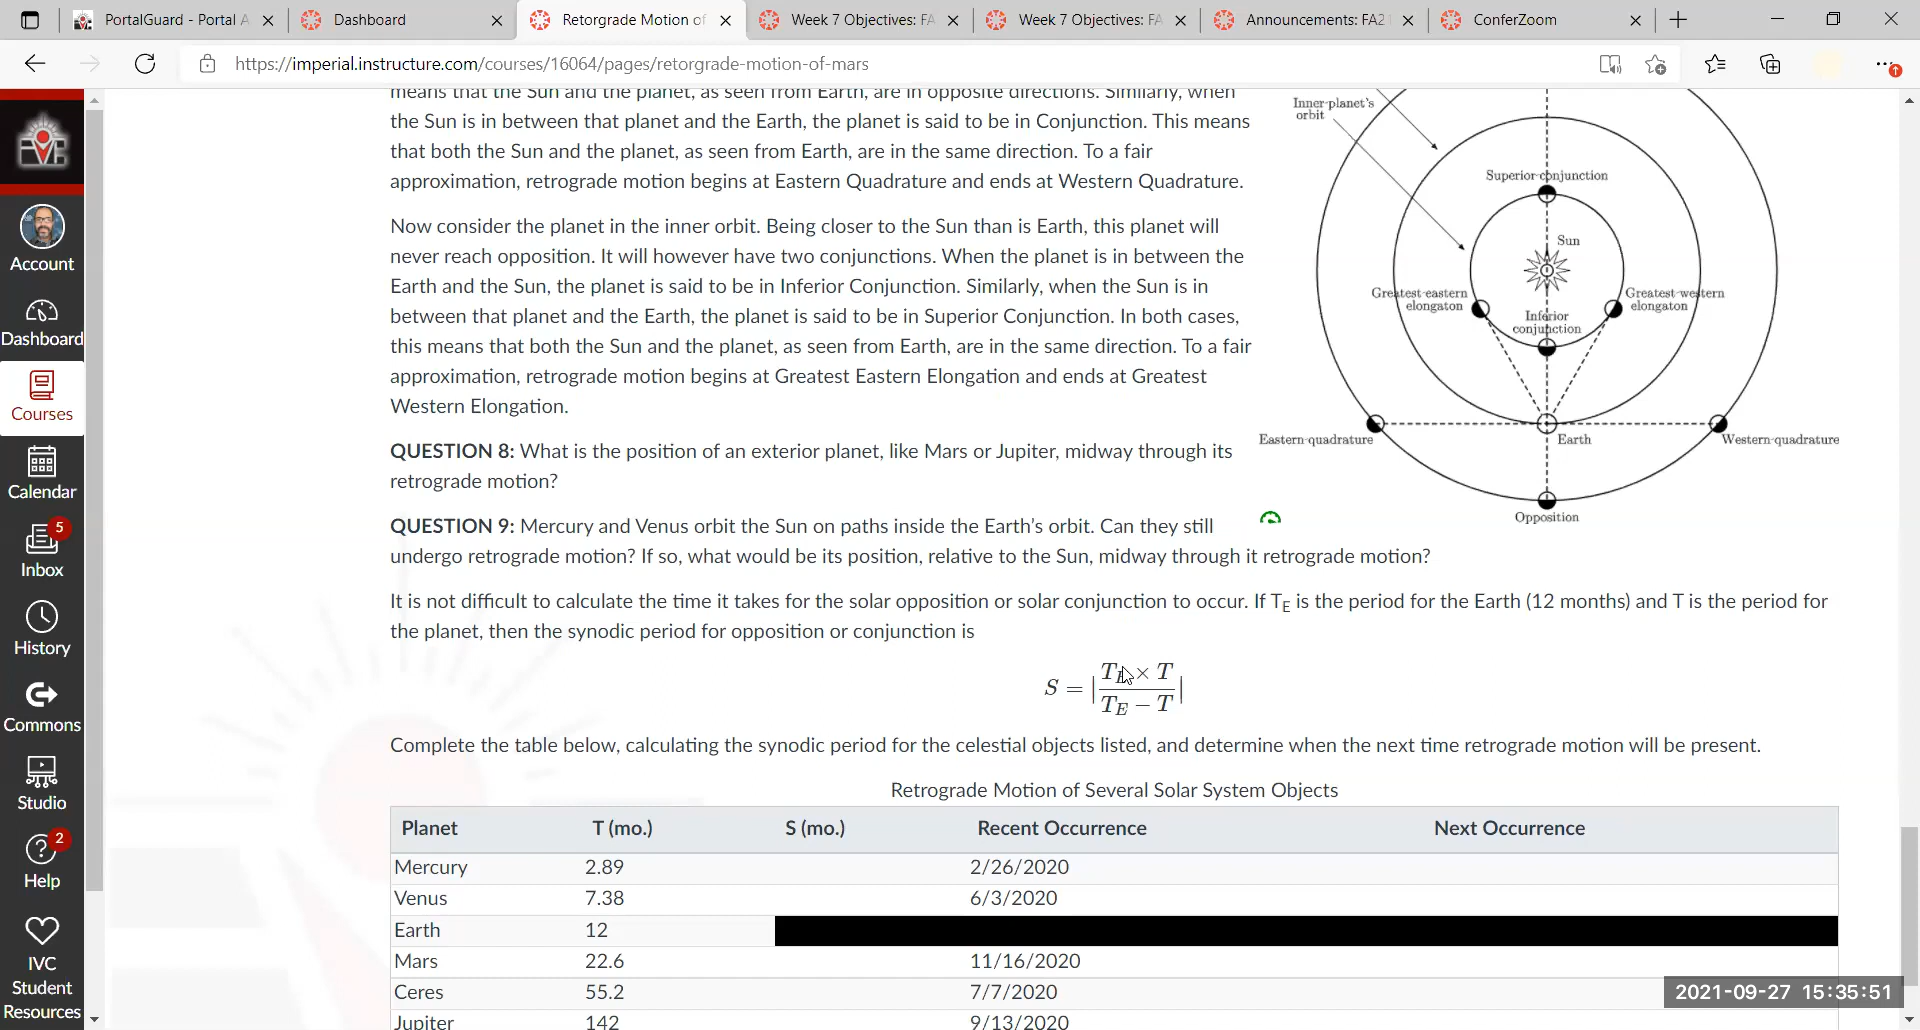 PortalGuard - Portal A
Dashboard
Retorgrade Motion of
Week 7 Objectives: FA
Week 7 Objectives: FA
Announcements: FA21
ConferZoom
https://imperial.instructure.com/courses/16064/pages/retorgrade-motion-of-mars
Account
Dashboard
Courses
Calendar
5
Inbox
History
Commons
Studio
2
Help
IVC
Student
Resources
means that the Sun and the planet, as seen from Earth, are in opposite directions. Similarly, when
the Sun is in between that planet and the Earth, the planet is said to be in Conjunction. This means
that both the Sun and the planet, as seen from Earth, are in the same direction. To a fair
approximation, retrograde motion begins at Eastern Quadrature and ends at Western Quadrature.
Now consider the planet in the inner orbit. Being closer to the Sun than is Earth, this planet will
never reach opposition. It will however have two conjunctions. When the planet is in between the
Earth and the Sun, the planet is said to be in Inferior Conjunction. Similarly, when the Sun is in
between that planet and the Earth, the planet is said to be in Superior Conjunction. In both cases,
this means that both the Sun and the planet, as seen from Earth, are in the same direction. To a fair
approximation, retrograde motion begins at Greatest Eastern Elongation and ends at Greatest
Western Elongation.
QUESTION 8: What is the position of an exterior planet, like Mars or Jupiter, midway through its
retrograde motion?
QUESTION 9: Mercury and Venus orbit the Sun on paths inside the Earth's orbit. Can they still
undergo retrograde motion? If so, what would be its position, relative to the Sun, midway through it retrograde motion?
Inner-planet's
orbit
Superior-conjunction
Sun
Greatest-eastern
elongaton
Greatest-western
elongaton
Inferior
conjunction
Eastern-quadrature
Earth
Western-quadrature
Opposition
It is not difficult to calculate the time it takes for the solar opposition or solar conjunction to occur. If TE is the period for the Earth (12 months) and T is the period for
the planet, then the synodic period for opposition or conjunction is
S = | TE × T / TE − T |
Complete the table below, calculating the synodic period for the celestial objects listed, and determine when the next time retrograde motion will be present.
Retrograde Motion of Several Solar System Objects
Planet T (mo.) S (mo.) Recent Occurrence Next Occurrence
Mercury 2.89 2/26/2020
Venus 7.38 6/3/2020
Earth 12
Mars 22.6 11/16/2020
Ceres 55.2 7/7/2020
Jupiter 142 9/13/2020
2021-09-27 15:35:51